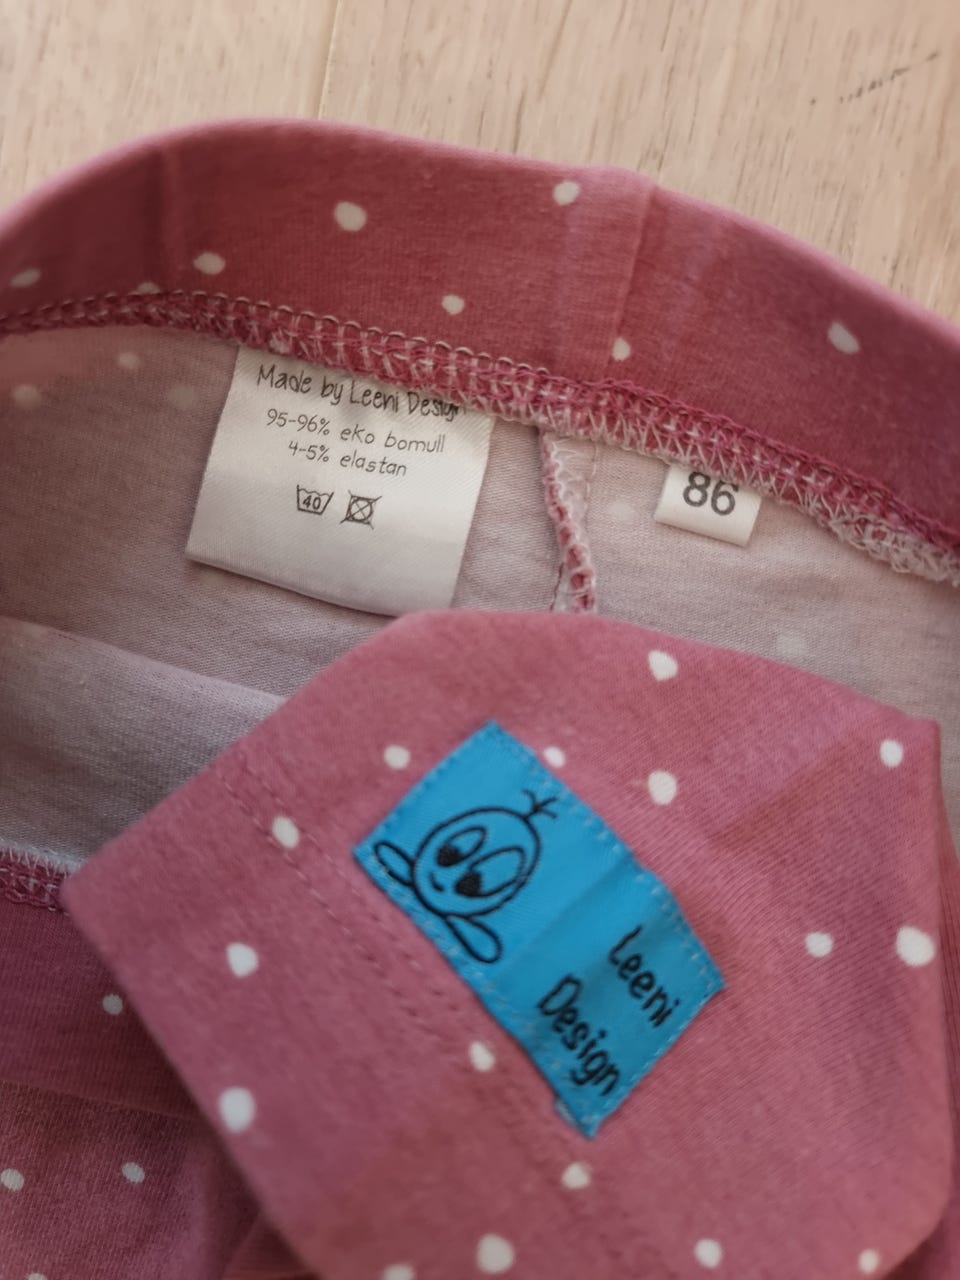 Made by Leeni Design
95-96% eko bomull
4-5% elastan
40
86
Leeni
Design